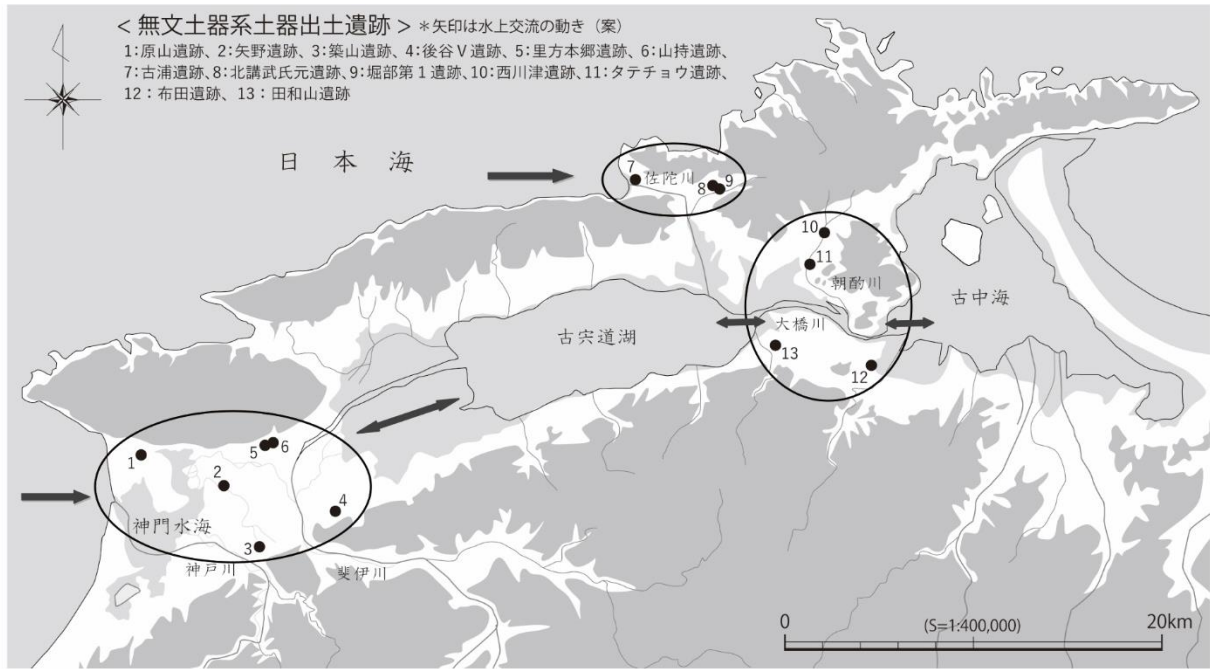 ＜無文土器系土器出土遺跡＞＊矢印は水上交流の動き（案）
1:原山遺跡、2:矢野遺跡、3:築山遺跡、4:後谷Ⅴ遺跡、5:里方本郷遺跡、6:山持遺跡、
7:古浦遺跡、8:北講武氏元遺跡、9:堀部第1遺跡、10:西川津遺跡、11:タテチョウ遺跡、
12：布田遺跡、13：田和山遺跡
日本海
7
佐陀川
8
9
10
11
朝酌川
古中海
大橋川
古宍道湖
13
12
5
6
1
2
4
神門水海
3
神戸川
斐伊川
0
(S=1:400,000)
20km